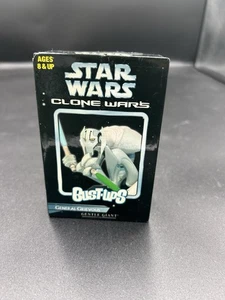 AGES
8 & UP
STAR
WARS
CLONE WARS
BUST-UPS
GENERAL GRIEVOUS
GENTLE GIANT